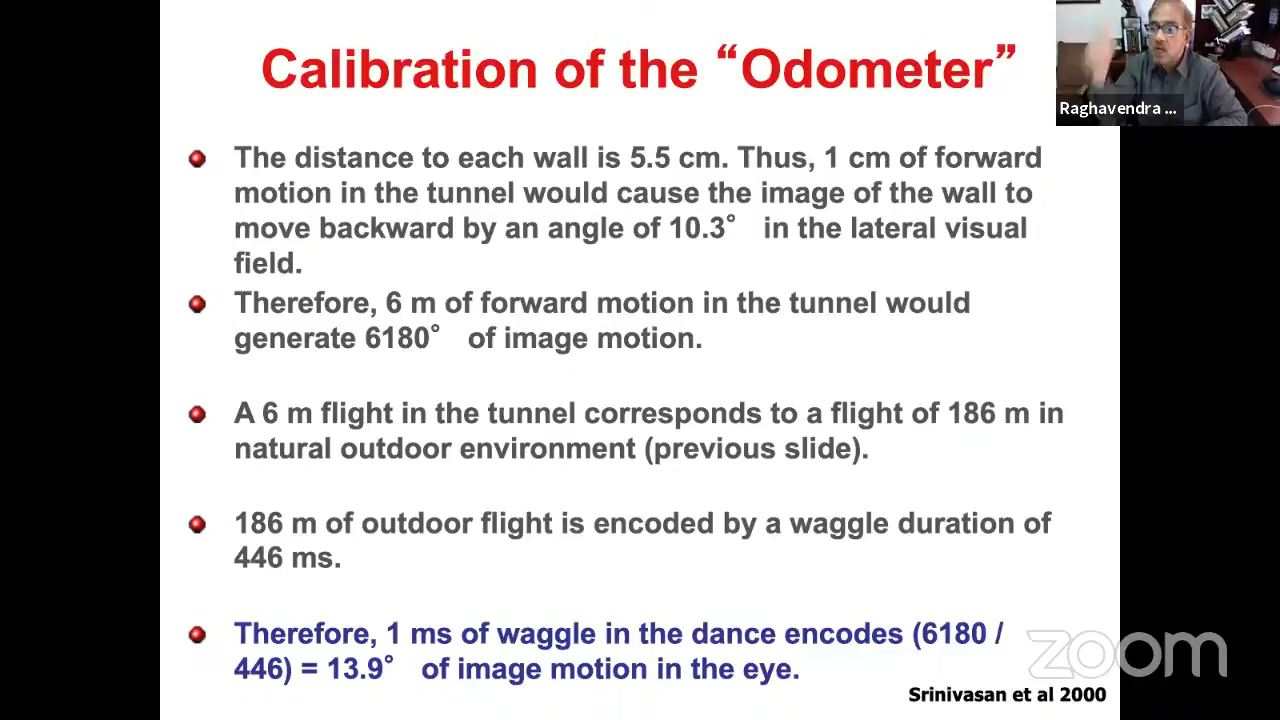 Calibration of the “Odometer”
The distance to each wall is 5.5 cm. Thus, 1 cm of forward
motion in the tunnel would cause the image of the wall to
move backward by an angle of 10.3° in the lateral visual
field.
Therefore, 6 m of forward motion in the tunnel would
generate 6180° of image motion.
A 6 m flight in the tunnel corresponds to a flight of 186 m in
natural outdoor environment (previous slide).
186 m of outdoor flight is encoded by a waggle duration of
446 ms.
Therefore, 1 ms of waggle in the dance encodes (6180 /
446) = 13.9° of image motion in the eye.
Srinivasan et al 2000
Raghavendra ...
zoom